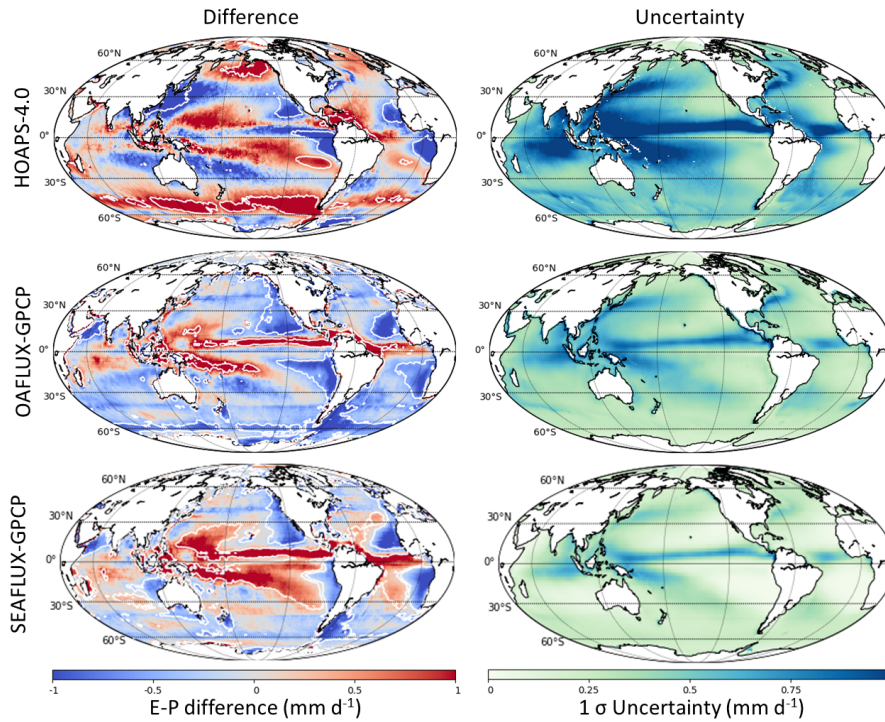 Difference Uncertainty
HOAPS-4.0
60°N 60°N
30°N 30°N
0° 0°
30°S 30°S
60°S 60°S
OAFLUX-GPCP
60°N 60°N
30°N 30°N
0° 0°
30°S 30°S
60°S 60°S
SEAFLUX-GPCP
60°N 60°N
30°N 30°N
0° 0°
30°S 30°S
60°S 60°S
-1 -0.5 0 0.5 1 0 0.25 0.5 0.75
E-P difference (mm d⁻¹) 1 σ Uncertainty (mm d⁻¹)